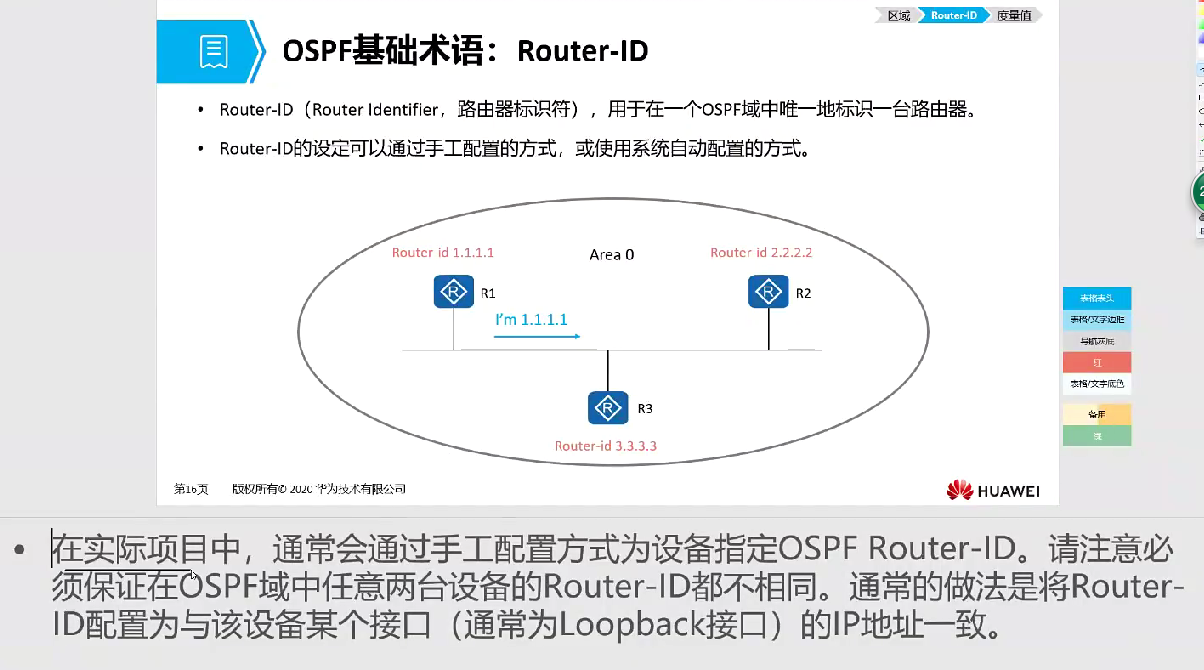 区域 Router-ID 度量值
OSPF基础术语：Router-ID
• Router-ID（Router Identifier，路由器标识符），用于在一个OSPF域中唯一地标识一台路由器。
• Router-ID的设定可以通过手工配置的方式，或使用系统自动配置的方式。
Router id 1.1.1.1
Area 0
Router id 2.2.2.2
R1
R2
I'm 1.1.1.1
R3
Router-id 3.3.3.3
表格表头
表格/文字边框
导航灰底
红
表格/文字底色
备用
第16页 版权所有© 2020 华为技术有限公司
HUAWEI
• 在实际项目中，通常会通过手工配置方式为设备指定OSPF Router-ID。请注意必
须保证在OSPF域中任意两台设备的Router-ID都不相同。通常的做法是将Router-
ID配置为与该设备某个接口（通常为Loopback接口）的IP地址一致。